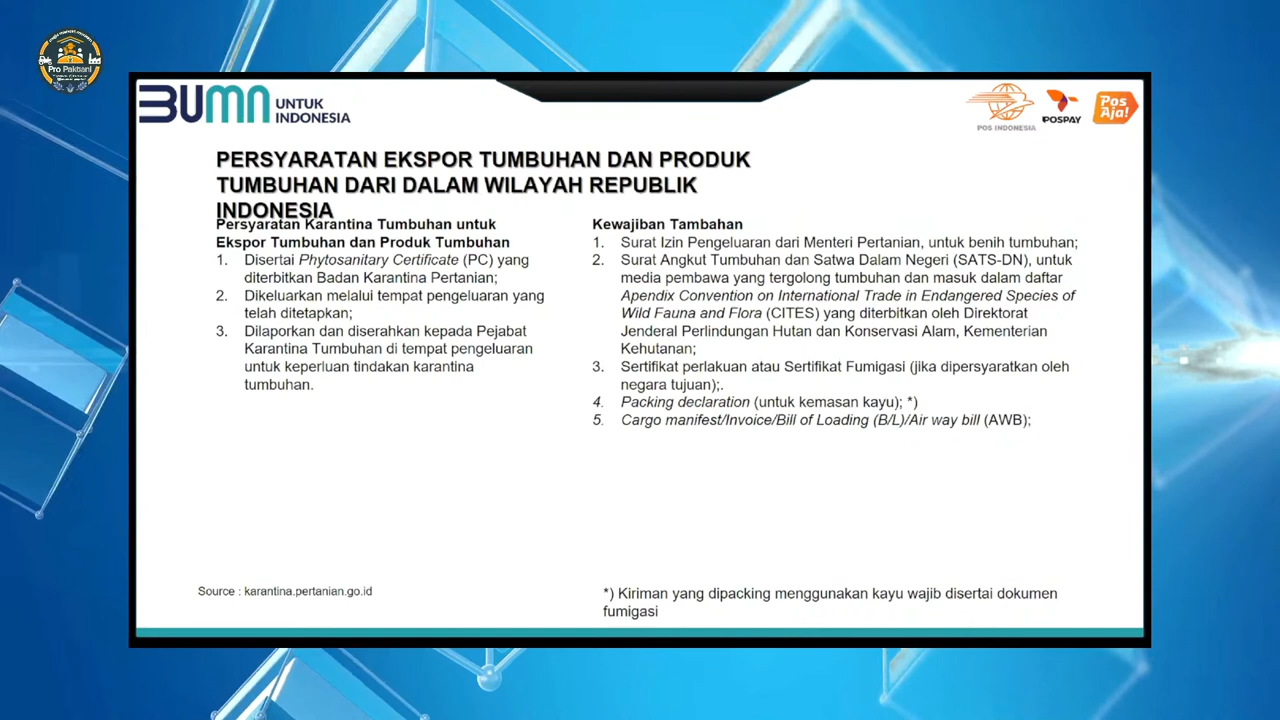 Pro Paktani
BUMN
UNTUK
INDONESIA
POS INDONESIA
POSPAY
Pos
Aja!
PERSYARATAN EKSPOR TUMBUHAN DAN PRODUK
TUMBUHAN DARI DALAM WILAYAH REPUBLIK
INDONESIA
Persyaratan Karantina Tumbuhan untuk
Ekspor Tumbuhan dan Produk Tumbuhan
1. Disertai Phytosanitary Certificate (PC) yang
diterbitkan Badan Karantina Pertanian;
2. Dikeluarkan melalui tempat pengeluaran yang
telah ditetapkan;
3. Dilaporkan dan diserahkan kepada Pejabat
Karantina Tumbuhan di tempat pengeluaran
untuk keperluan tindakan karantina
tumbuhan.
Kewajiban Tambahan
1. Surat Izin Pengeluaran dari Menteri Pertanian, untuk benih tumbuhan;
2. Surat Angkut Tumbuhan dan Satwa Dalam Negeri (SATS-DN), untuk
media pembawa yang tergolong tumbuhan dan masuk dalam daftar
Apendix Convention on International Trade in Endangered Species of
Wild Fauna and Flora (CITES) yang diterbitkan oleh Direktorat
Jenderal Perlindungan Hutan dan Konservasi Alam, Kementerian
Kehutanan;
3. Sertifikat perlakuan atau Sertifikat Fumigasi (jika dipersyaratkan oleh
negara tujuan);.
4. Packing declaration (untuk kemasan kayu); *)
5. Cargo manifest/Invoice/Bill of Loading (B/L)/Air way bill (AWB);
Source : karantina.pertanian.go.id
*) Kiriman yang dipacking menggunakan kayu wajib disertai dokumen
fumigasi